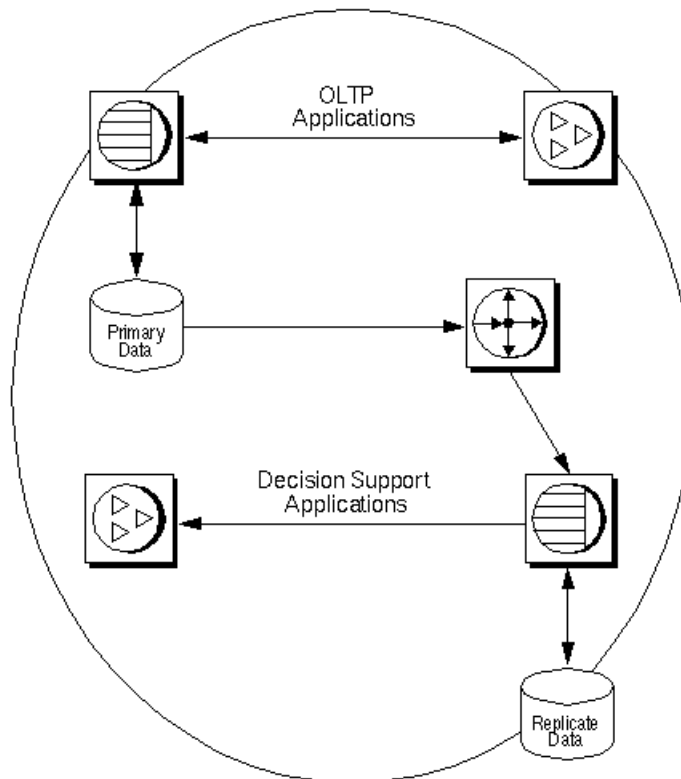 OLTP
Applications
Primary
Data
Decision Support
Applications
Replicate
Data